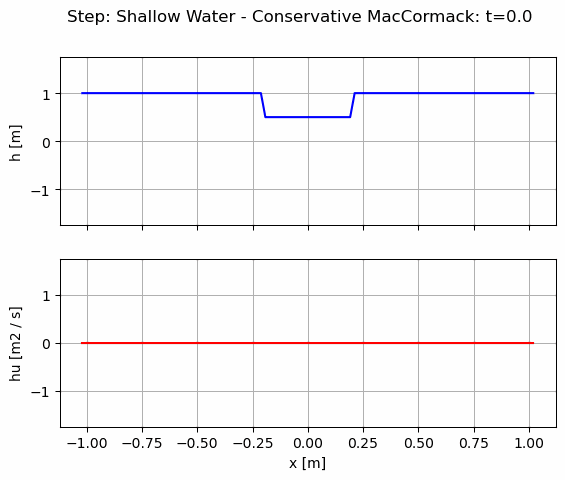 Step: Shallow Water - Conservative MacCormack: t=0.0
h [m]
1
0
−1
hu [m2 / s]
1
0
−1
−1.00 −0.75 −0.50 −0.25 0.00 0.25 0.50 0.75 1.00
x [m]